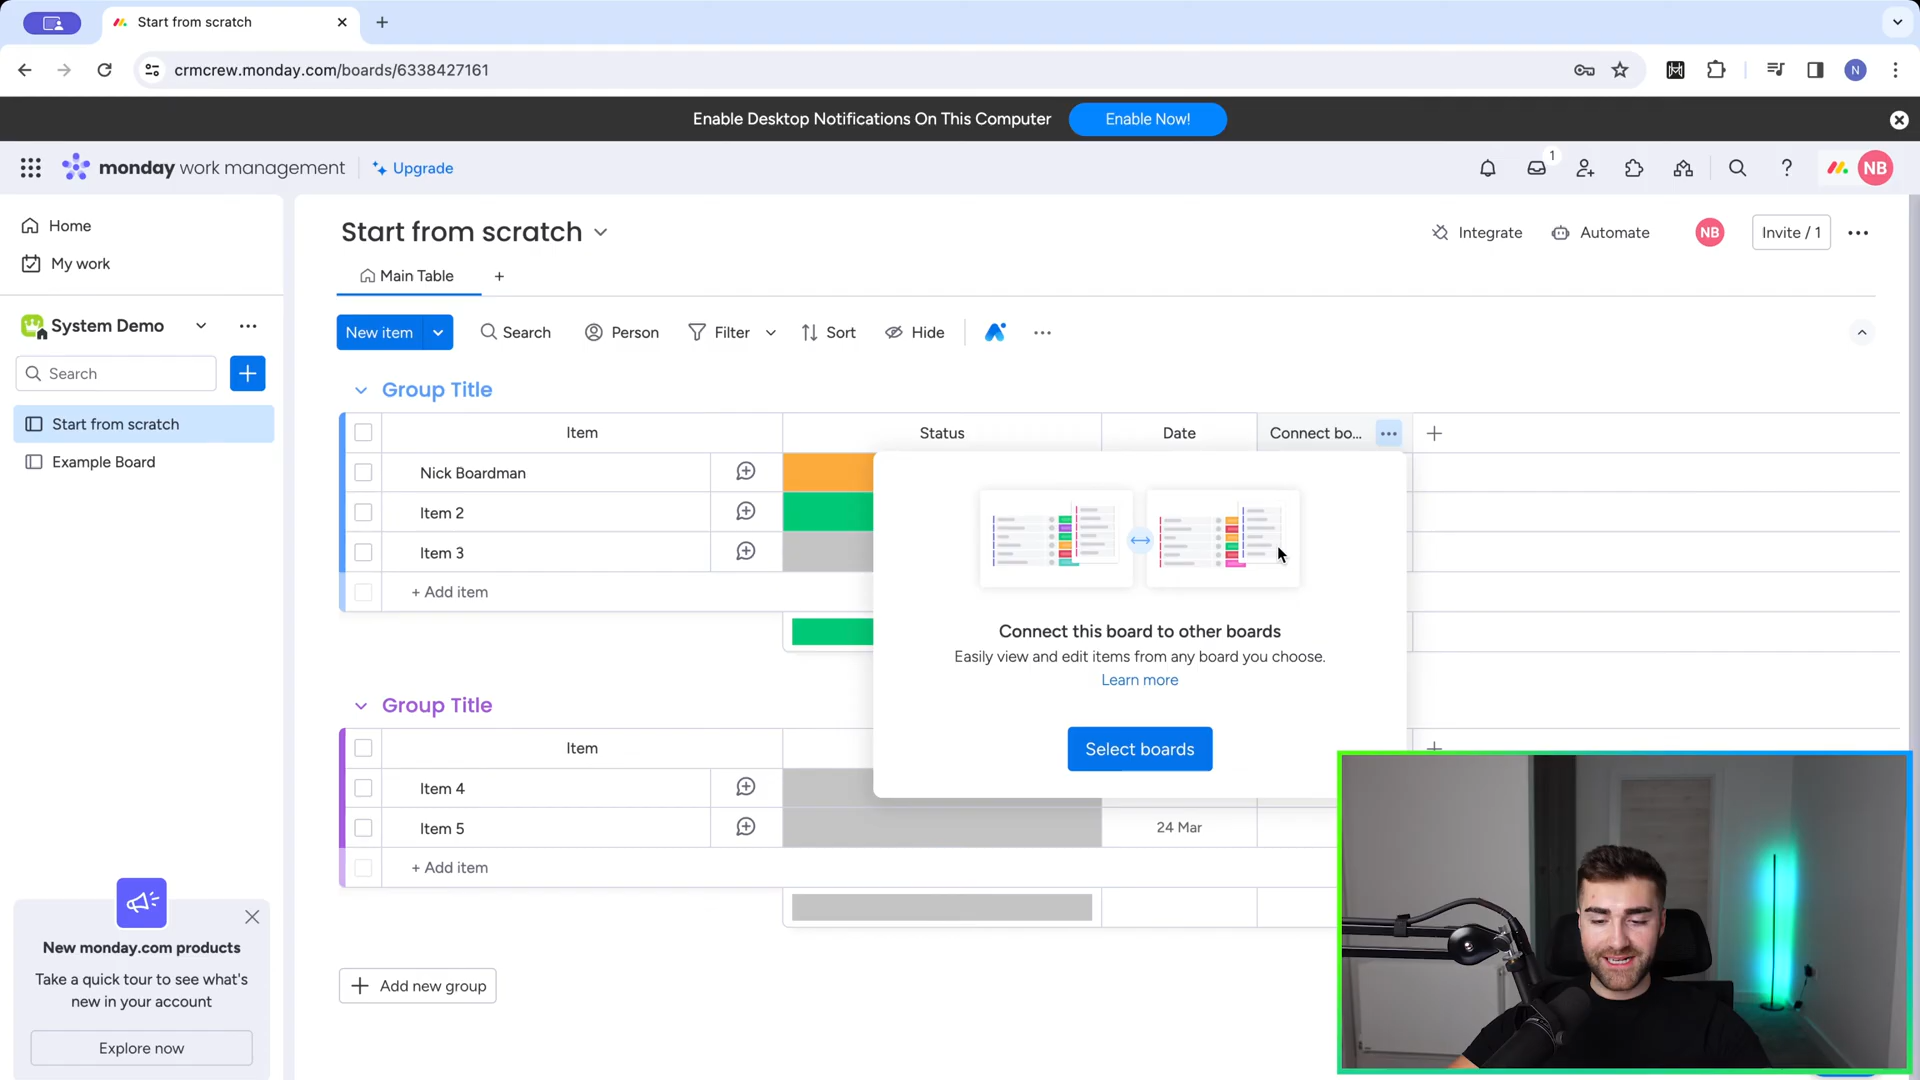 Start from scratch
crmcrew.monday.com/boards/6338427161
N
Enable Desktop Notifications On This Computer
Enable Now!
monday work management
Upgrade
1
NB
Home
My work
System Demo
Search
Start from scratch
Example Board
Start from scratch
Integrate
Automate
NB
Invite / 1
Main Table
New item
Search
Person
Filter
Sort
Hide
Group Title
Item
Status
Date
Connect bo...
Nick Boardman
Item 2
Item 3
+ Add item
Connect this board to other boards
Easily view and edit items from any board you choose.
Learn more
Select boards
Group Title
Item
Item 4
Item 5
24 Mar
+ Add item
Add new group
New monday.com products
Take a quick tour to see what's
new in your account
Explore now